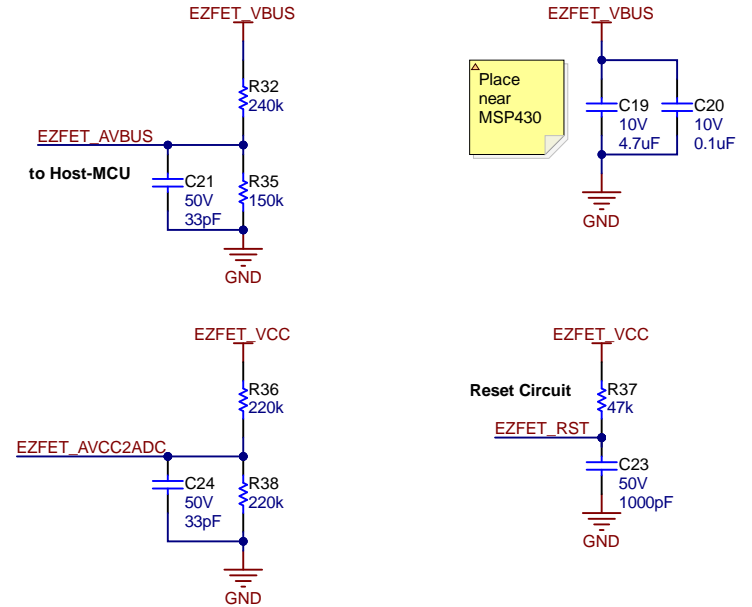 EZFET_VBUS
R32
240k
EZFET_AVBUS
to Host-MCU
C21
50V
33pF
R35
150k
GND
EZFET_VBUS
Place
near
MSP430
C19
10V
4.7uF
C20
10V
0.1uF
GND
EZFET_VCC
R36
220k
EZFET_AVCC2ADC
C24
50V
33pF
R38
220k
GND
EZFET_VCC
Reset Circuit
R37
47k
EZFET_RST
C23
50V
1000pF
GND